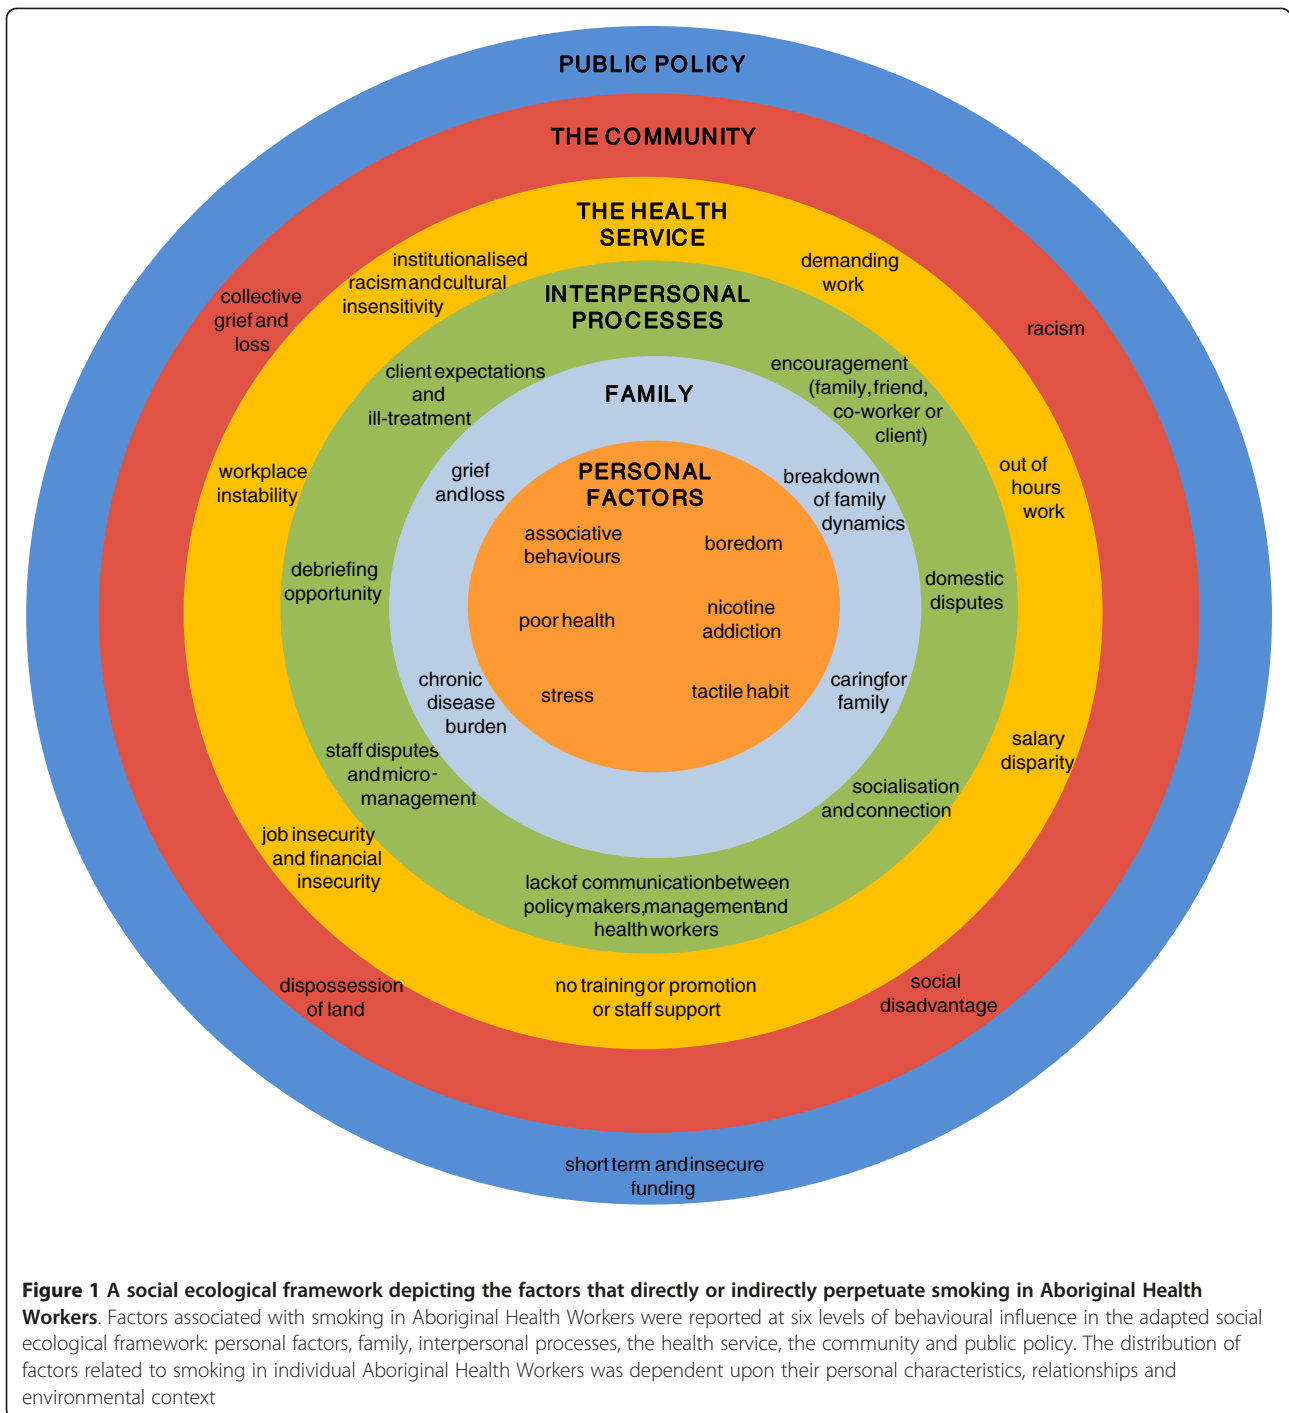 PUBLIC POLICY
THE COMMUNITY
THE HEALTH
SERVICE
institutionalised
racism and cultural
insensitivity
demanding
work
collective
grief and
loss
racism
INTERPERSONAL
PROCESSES
client expectations
and
ill-treatment
encouragement
(family, friend,
co-worker or
client)
FAMILY
workplace
instability
grief
and loss
PERSONAL
FACTORS
breakdown
of family
dynamics
out of
hours
work
associative
behaviours
boredom
debriefing
opportunity
domestic
disputes
poor health
nicotine
addiction
chronic
disease
burden
stress
tactile habit
caring for
family
staff disputes
and micro-
management
salary
disparity
socialisation
and connection
job insecurity
and financial
insecurity
lack of communication between
policy makers, management and
health workers
dispossession
of land
no training or promotion
or staff support
social
disadvantage
short term and insecure
funding
Figure 1 A social ecological framework depicting the factors that directly or indirectly perpetuate smoking in Aboriginal Health
Workers. Factors associated with smoking in Aboriginal Health Workers were reported at six levels of behavioural influence in the adapted social
ecological framework: personal factors, family, interpersonal processes, the health service, the community and public policy. The distribution of
factors related to smoking in individual Aboriginal Health Workers was dependent upon their personal characteristics, relationships and
environmental context